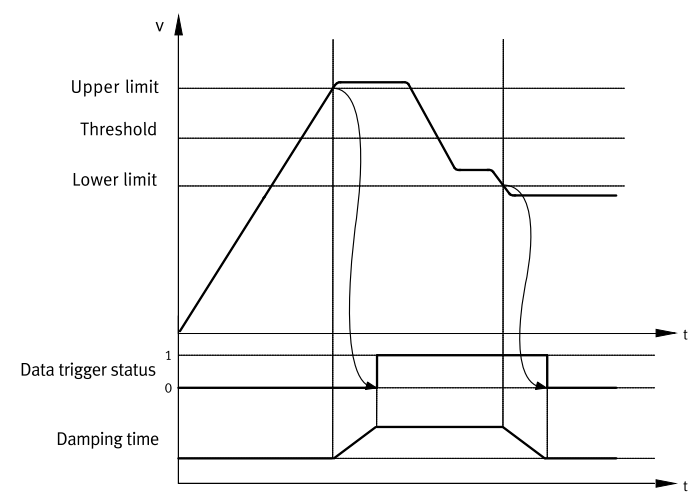 v
Upper limit
Threshold
Lower limit
t
1
Data trigger status
0
Damping time
t